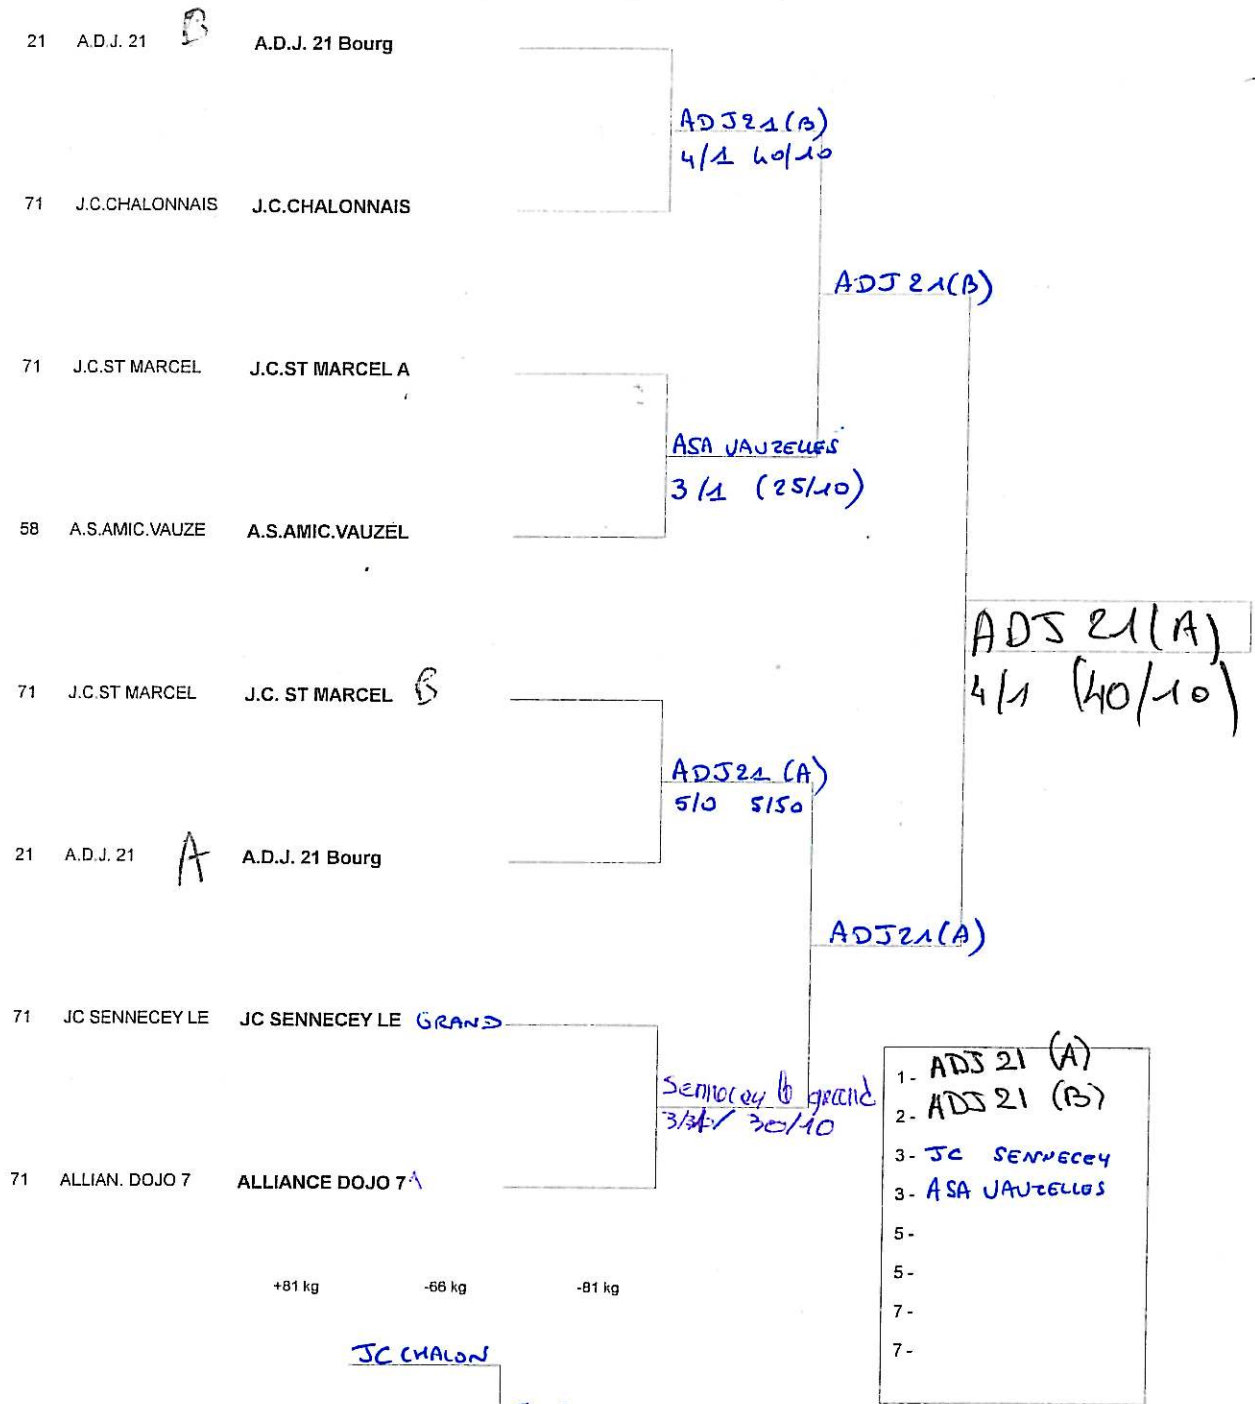 21 A.D.J. 21 B A.D.J. 21 Bourg
ADJ21(B)
4/1 40/10
71 J.C.CHALONNAIS J.C.CHALONNAIS
ADJ 21(B)
71 J.C.ST MARCEL J.C.ST MARCEL A
ASA VAUZELLES
3/1 (25/10)
58 A.S.AMIC.VAUZE A.S.AMIC.VAUZEL
ADJ 21(A)
4/1 (40/10)
71 J.C.ST MARCEL J.C. ST MARCEL B
ADJ21 (A)
5/0 5/50
21 A.D.J. 21 A A.D.J. 21 Bourg
ADJ21(A)
71 JC SENNECEY LE JC SENNECEY LE GRAND
Sennecey grand
30/10
71 ALLIAN. DOJO 7 ALLIANCE DOJO 71
1- ADJ 21 (A)
2- ADJ 21 (B)
3- JC SENNECEY
3- ASA VAUZELLES
5-
5-
7-
7-
+81 kg -66 kg -81 kg
JC CHALON